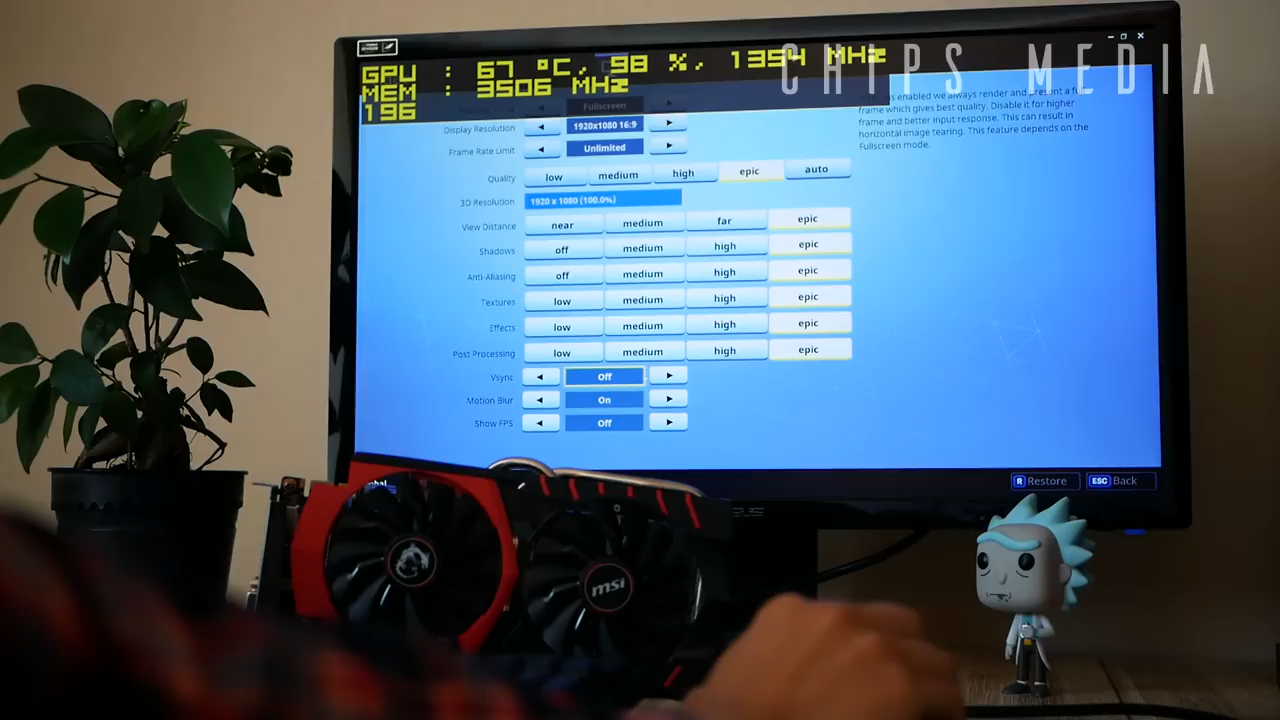 CHIPS MEDIA
GPU : 67 °C, 98 %, 1354 MHz
MEM : 3506 MHz
196
Fullscreen
Display Resolution 1920x1080 16:9
Frame Rate Limit Unlimited
Quality low medium high epic auto
3D Resolution 1920 x 1080 (100.0%)
View Distance near medium far epic
Shadows off medium high epic
Anti-Aliasing off medium high epic
Textures low medium high epic
Effects low medium high epic
Post Processing low medium high epic
Vsync Off
Motion Blur On
Show FPS Off
enabled we always render and present a full
frame which gives best quality. Disable it for higher
frame and better input response. This can result in
horizontal image tearing. This feature depends on the
Fullscreen mode.
R Restore
ESC Back
msi